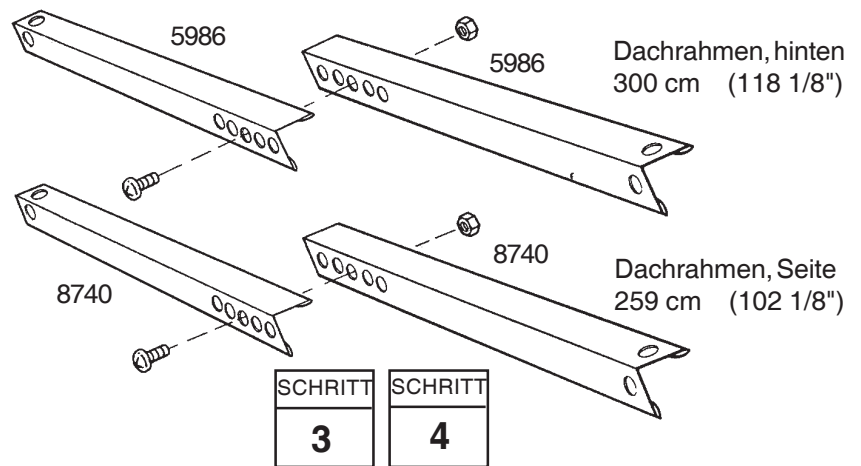 5986
5986
Dachrahmen, hinten
300 cm (118 1/8")
8740
8740
Dachrahmen, Seite
259 cm (102 1/8")
SCHRITT
3
SCHRITT
4